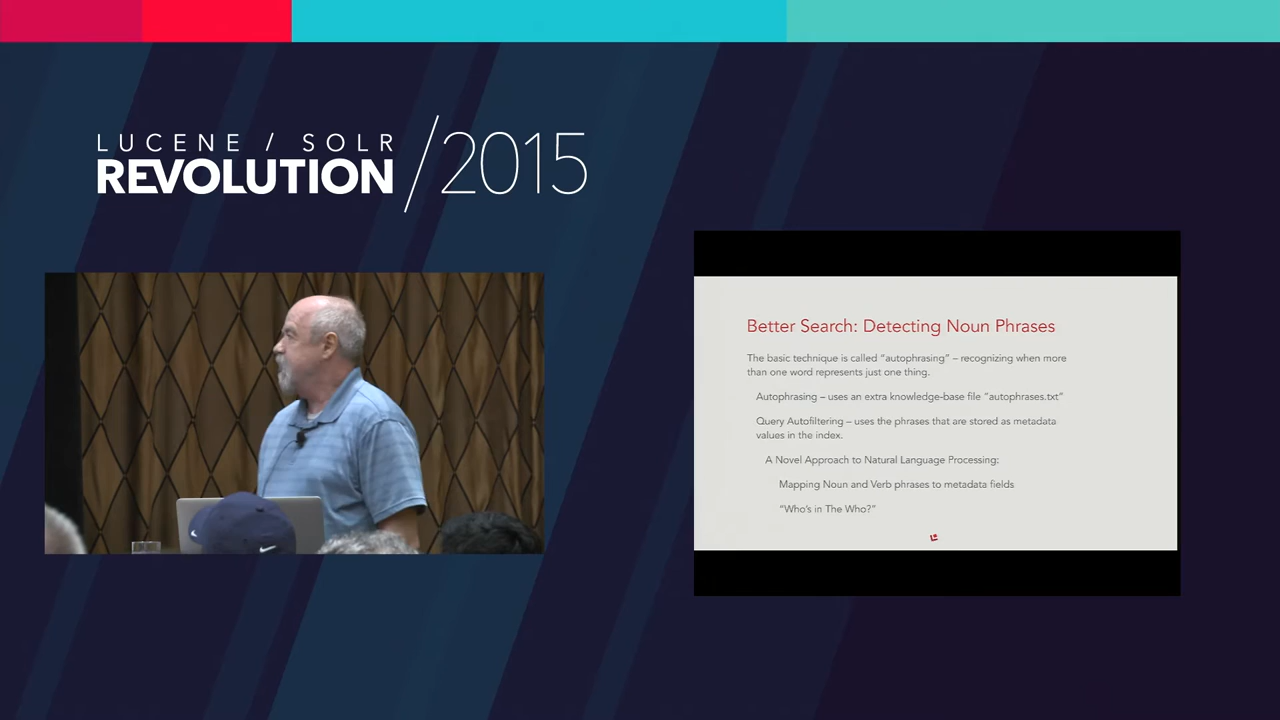 LUCENE / SOLR
REVOLUTION /2015
Better Search: Detecting Noun Phrases
The basic technique is called “autophrasing” – recognizing when more
than one word represents just one thing.
Autophrasing – uses an extra knowledge-base file “autophrases.txt”
Query Autofiltering – uses the phrases that are stored as metadata
values in the index.
A Novel Approach to Natural Language Processing:
Mapping Noun and Verb phrases to metadata fields
“Who’s in The Who?”